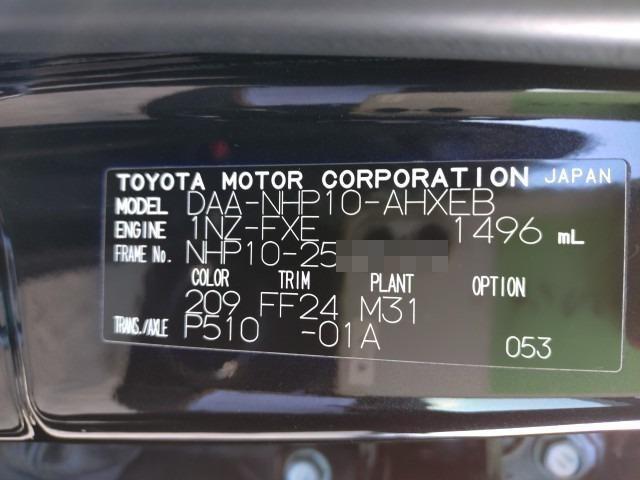 TOYOTA MOTOR CORPORATION JAPAN
MODEL DAA-NHP10-AHXEB
ENGINE 1NZ-FXE 1496 mL
FRAME No. NHP10-25
COLOR TRIM PLANT OPTION
209 FF24 M31
TRANS./AXLE P510 -01A
053